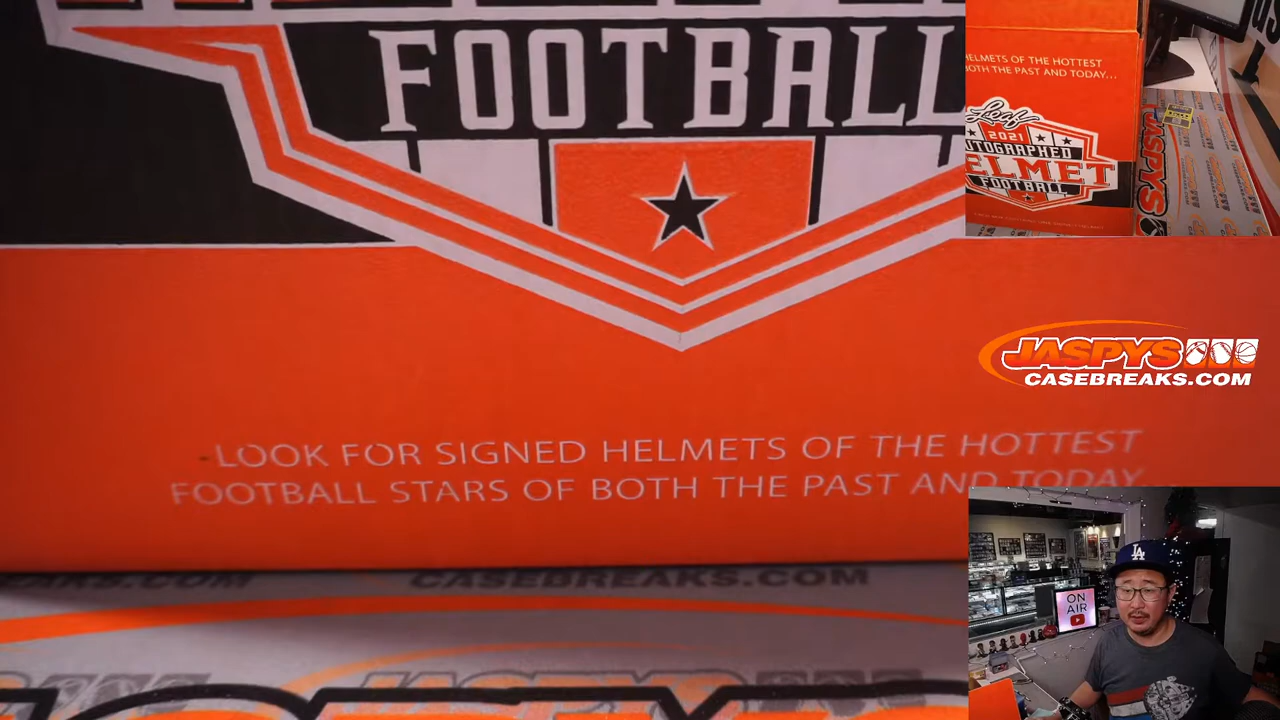 FOOTBALL
LOOK FOR SIGNED HELMETS OF THE HOTTEST
FOOTBALL STARS OF BOTH THE PAST AND TODAY...
CASEBREAKS.COM
HELMETS OF THE HOTTEST
BOTH THE PAST AND TODAY...
Leaf
2021
AUTOGRAPHED
HELMET
FOOTBALL
JASPYS
JASPYS
CASEBREAKS.COM
LA
ON
AIR